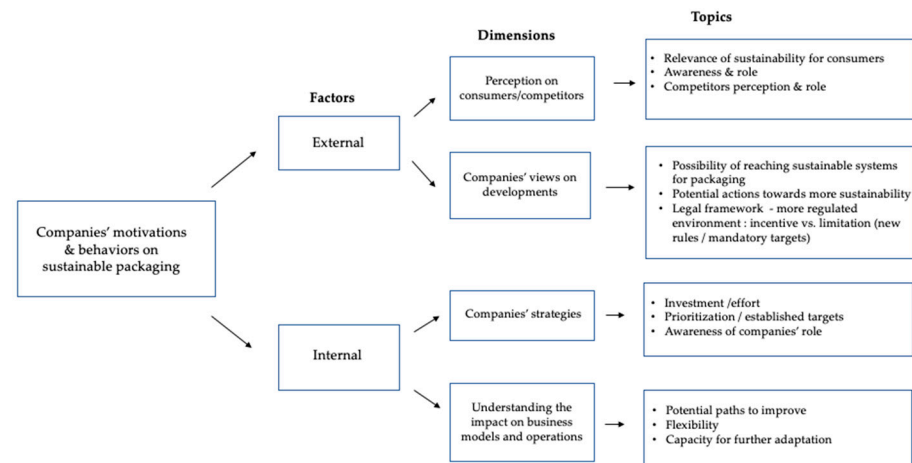 Topics
Dimensions
Factors
• Relevance of sustainability for consumers
• Awareness & role
• Competitors perception & role
Perception on
consumers/competitors
External
Companies' views on
developments
• Possibility of reaching sustainable systems
for packaging
• Potential actions towards more sustainability
• Legal framework - more regulated
environment : incentive vs. limitation (new
rules / mandatory targets)
Companies' motivations
& behaviors on
sustainable packaging
Companies' strategies
• Investment /effort
• Prioritization / established targets
• Awareness of companies' role
Internal
Understanding the
impact on business
models and operations
• Potential paths to improve
• Flexibility
• Capacity for further adaptation